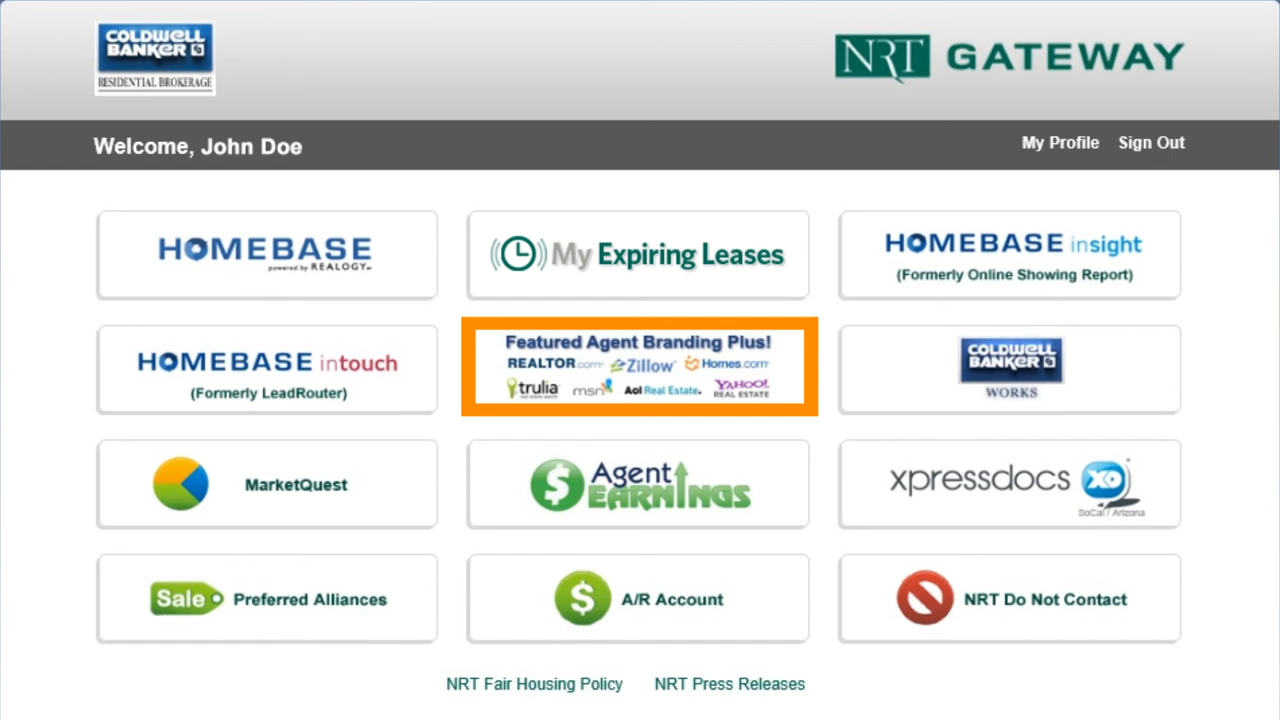 COLDWELL
BANKER
RESIDENTIAL BROKERAGE
NRT GATEWAY
Welcome, John Doe
My Profile Sign Out
HOMEBASE
powered by REALOGY
My Expiring Leases
HOMEBASE insight
(Formerly Online Showing Report)
HOMEBASE intouch
(Formerly LeadRouter)
Featured Agent Branding Plus!
REALTOR.com Zillow Homes.com
trulia msn Aol Real Estate. YAHOO!
REAL ESTATE
COLDWELL
BANKER
WORKS
MarketQuest
$ Agent
EARNINGS
xpressdocs XD
SoCal / Arizona
Sale Preferred Alliances
$ A/R Account
NRT Do Not Contact
NRT Fair Housing Policy NRT Press Releases